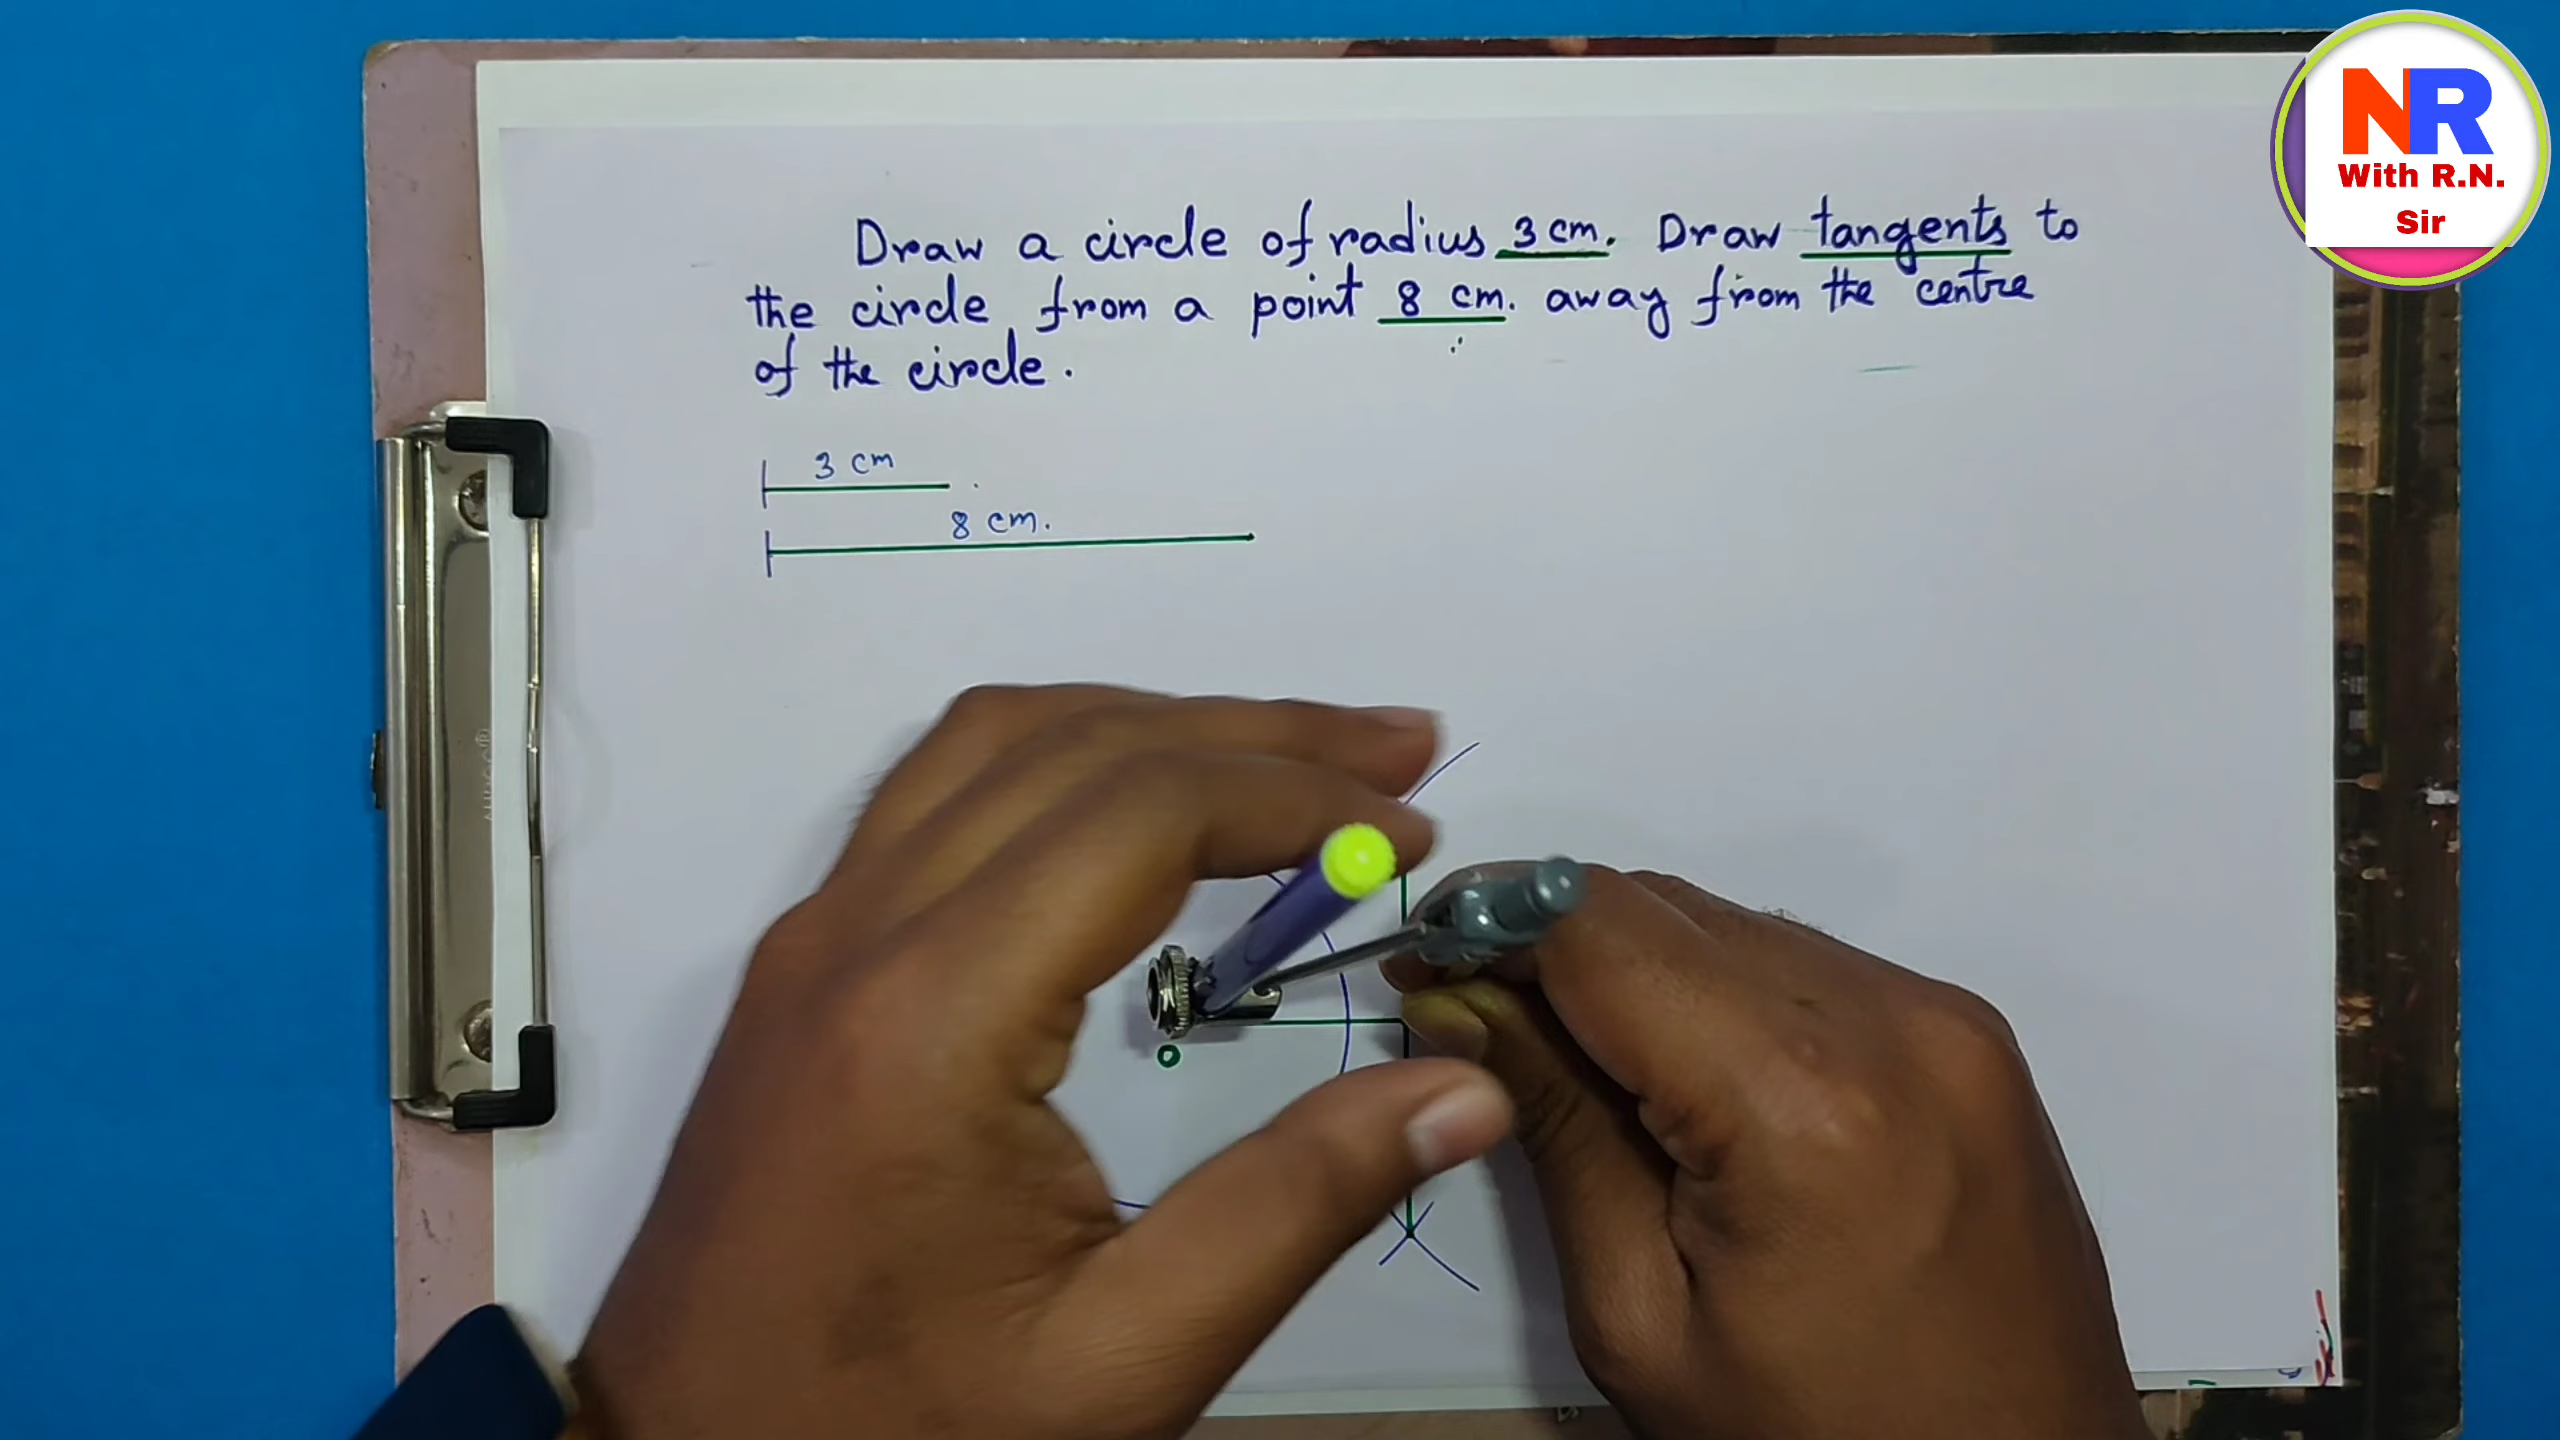 NR
With R.N.
Sir
Draw a circle of radius 3 cm. Draw tangents to
the circle from a point 8 cm. away from the centre
of the circle.
3 cm
8 cm.
O